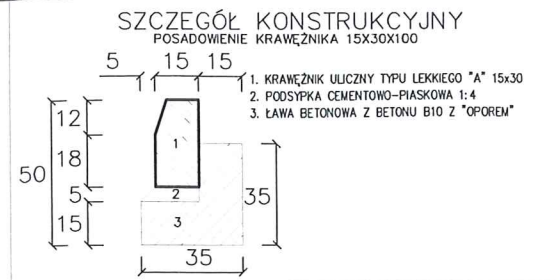 SZCZEGÓŁ KONSTRUKCYJNY
POSADOWIENIE KRAWĘŻNIKA 15X30X100
5 15 15
1. KRAWĘŻNIK ULICZNY TYPU LEKKIEGO "A" 15x30
2. PODSYPKA CEMENTOWO-PIASKOWA 1:4
3. ŁAWA BETONOWA Z BETONU B10 Z "OPOREM"
12
1
18
50
5
2
35
15
3
35